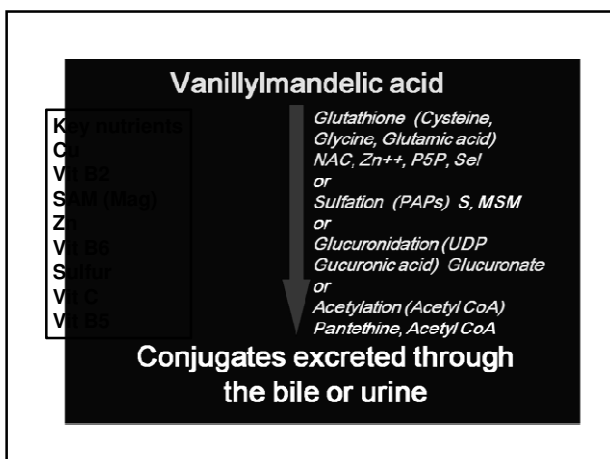 Vanillylmandelic acid
Key nutrients
Cu
Vit B2
SAM (Mag)
Zn
Vit B6
Sulfur
Vit C
Vit B5
Glutathione (Cysteine,
Glycine, Glutamic acid)
NAC, Zn++, P5P, Sel
or
Sulfation (PAPs) S, MSM
or
Glucuronidation (UDP
Gucuronic acid) Glucuronate
or
Acetylation (Acetyl CoA)
Pantethine, Acetyl CoA
Conjugates excreted through
the bile or urine